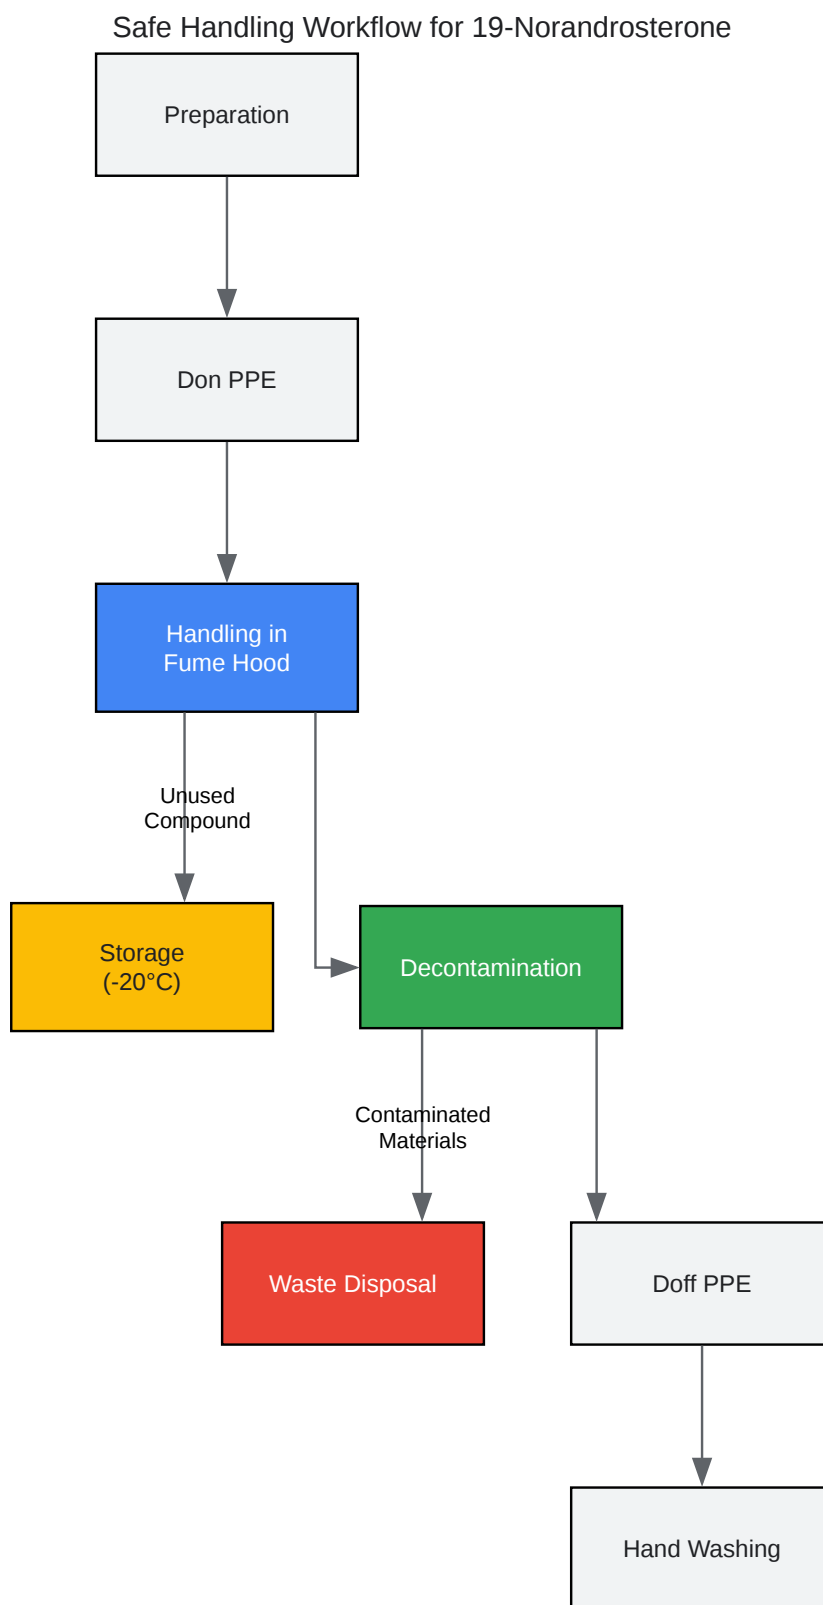 Safe Handling Workflow for 19-Norandrosterone
Preparation
Don PPE
Handling in
Fume Hood
Unused
Compound
Storage
(-20°C)
Decontamination
Contaminated
Materials
Waste Disposal
Doff PPE
Hand Washing